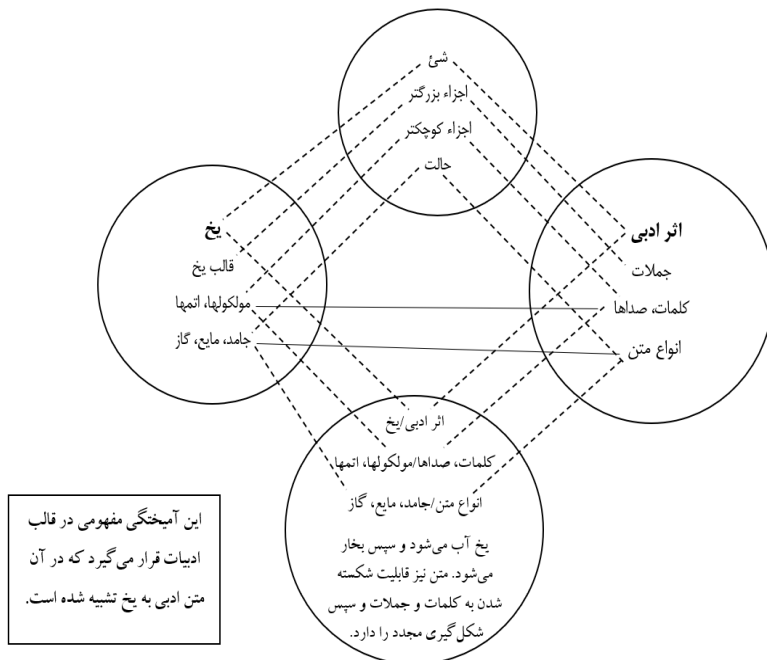 شئ
اجزاء بزرگتر
اجزاء کوچکتر
حالت
اثر ادبی
جملات
کلمات، صداها
انواع متن
یخ
قالب یخ
مولکولها، اتمها
جامد، مایع، گاز
اثر ادبی/یخ
کلمات، صداها/مولکولها، اتمها
انواع متن/جامد، مایع، گاز
یخ آب می‌شود و سپس بخار
می‌شود. متن نیز قابلیت شکسته
شدن به کلمات و جملات و سپس
شکل‌گیری مجدد را دارد.
این آمیختگی مفهومی در قالب
ادبیات قرار می‌گیرد که در آن
متن ادبی به یخ تشبیه شده است.